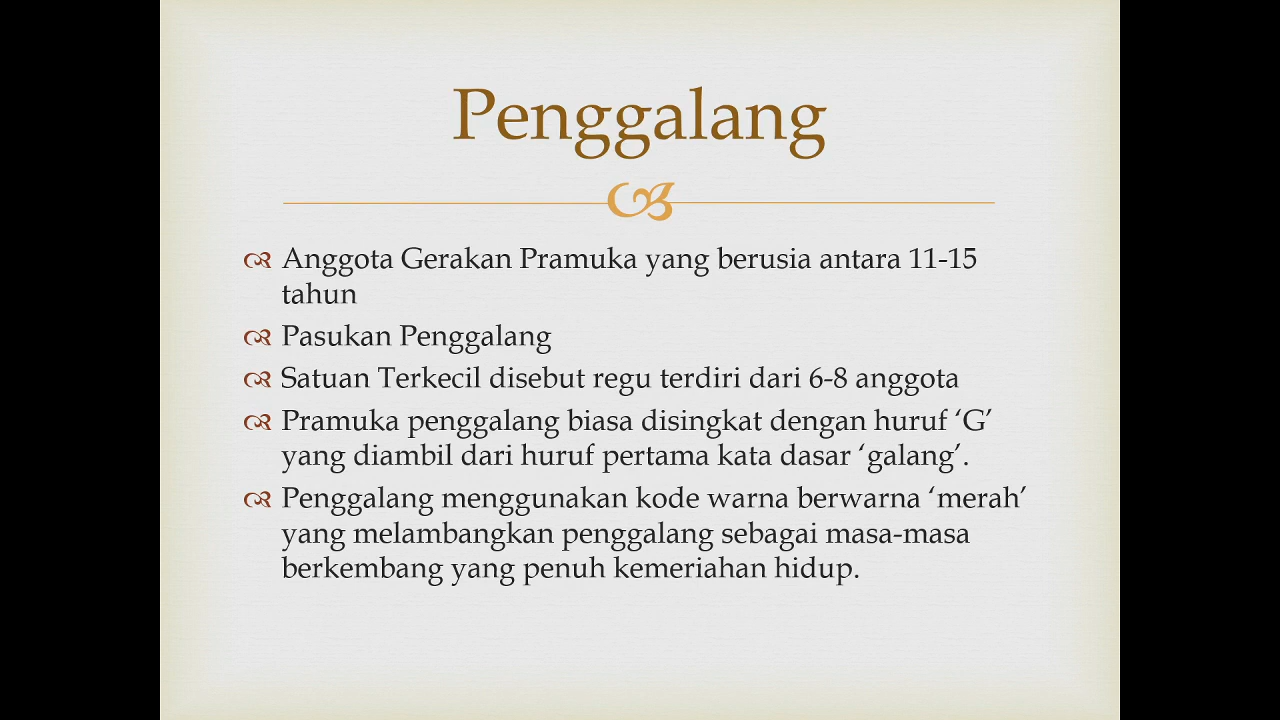 Penggalang
Anggota Gerakan Pramuka yang berusia antara 11-15
tahun
Pasukan Penggalang
Satuan Terkecil disebut regu terdiri dari 6-8 anggota
Pramuka penggalang biasa disingkat dengan huruf ‘G’
yang diambil dari huruf pertama kata dasar ‘galang’.
Penggalang menggunakan kode warna berwarna ‘merah’
yang melambangkan penggalang sebagai masa-masa
berkembang yang penuh kemeriahan hidup.